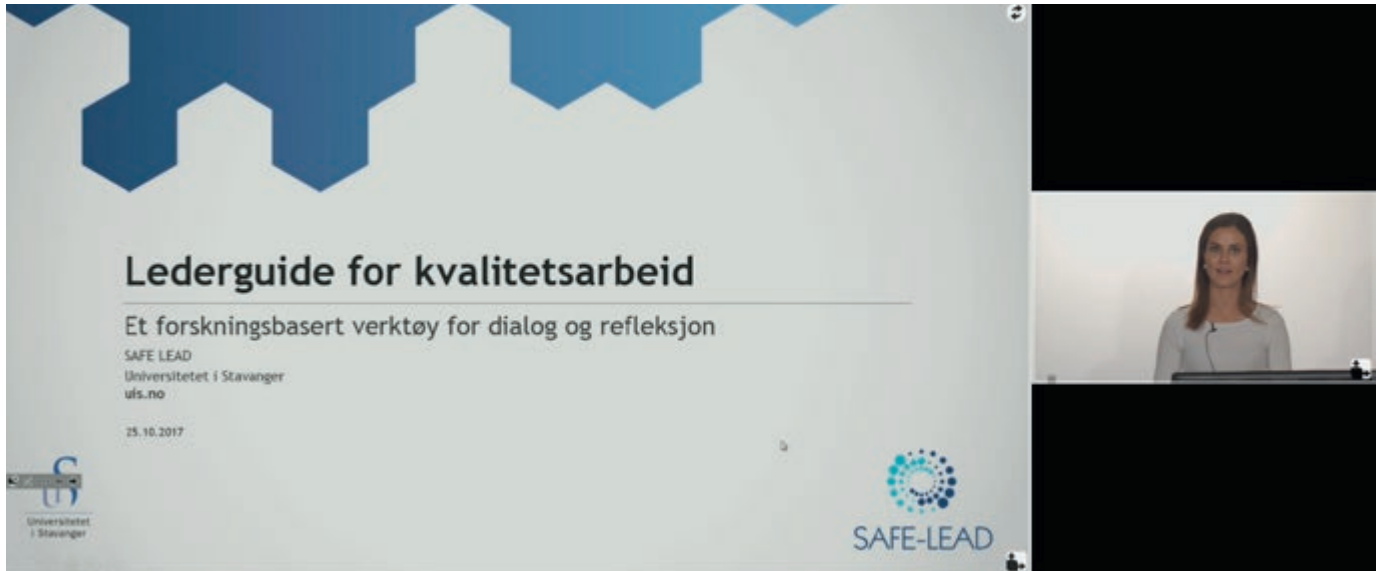 Lederguide for kvalitetsarbeid
Et forskningsbasert verktøy for dialog og refleksjon
SAFE LEAD
Universitetet i Stavanger
uis.no
25.10.2017
Universitetet
i Stavanger
SAFE-LEAD